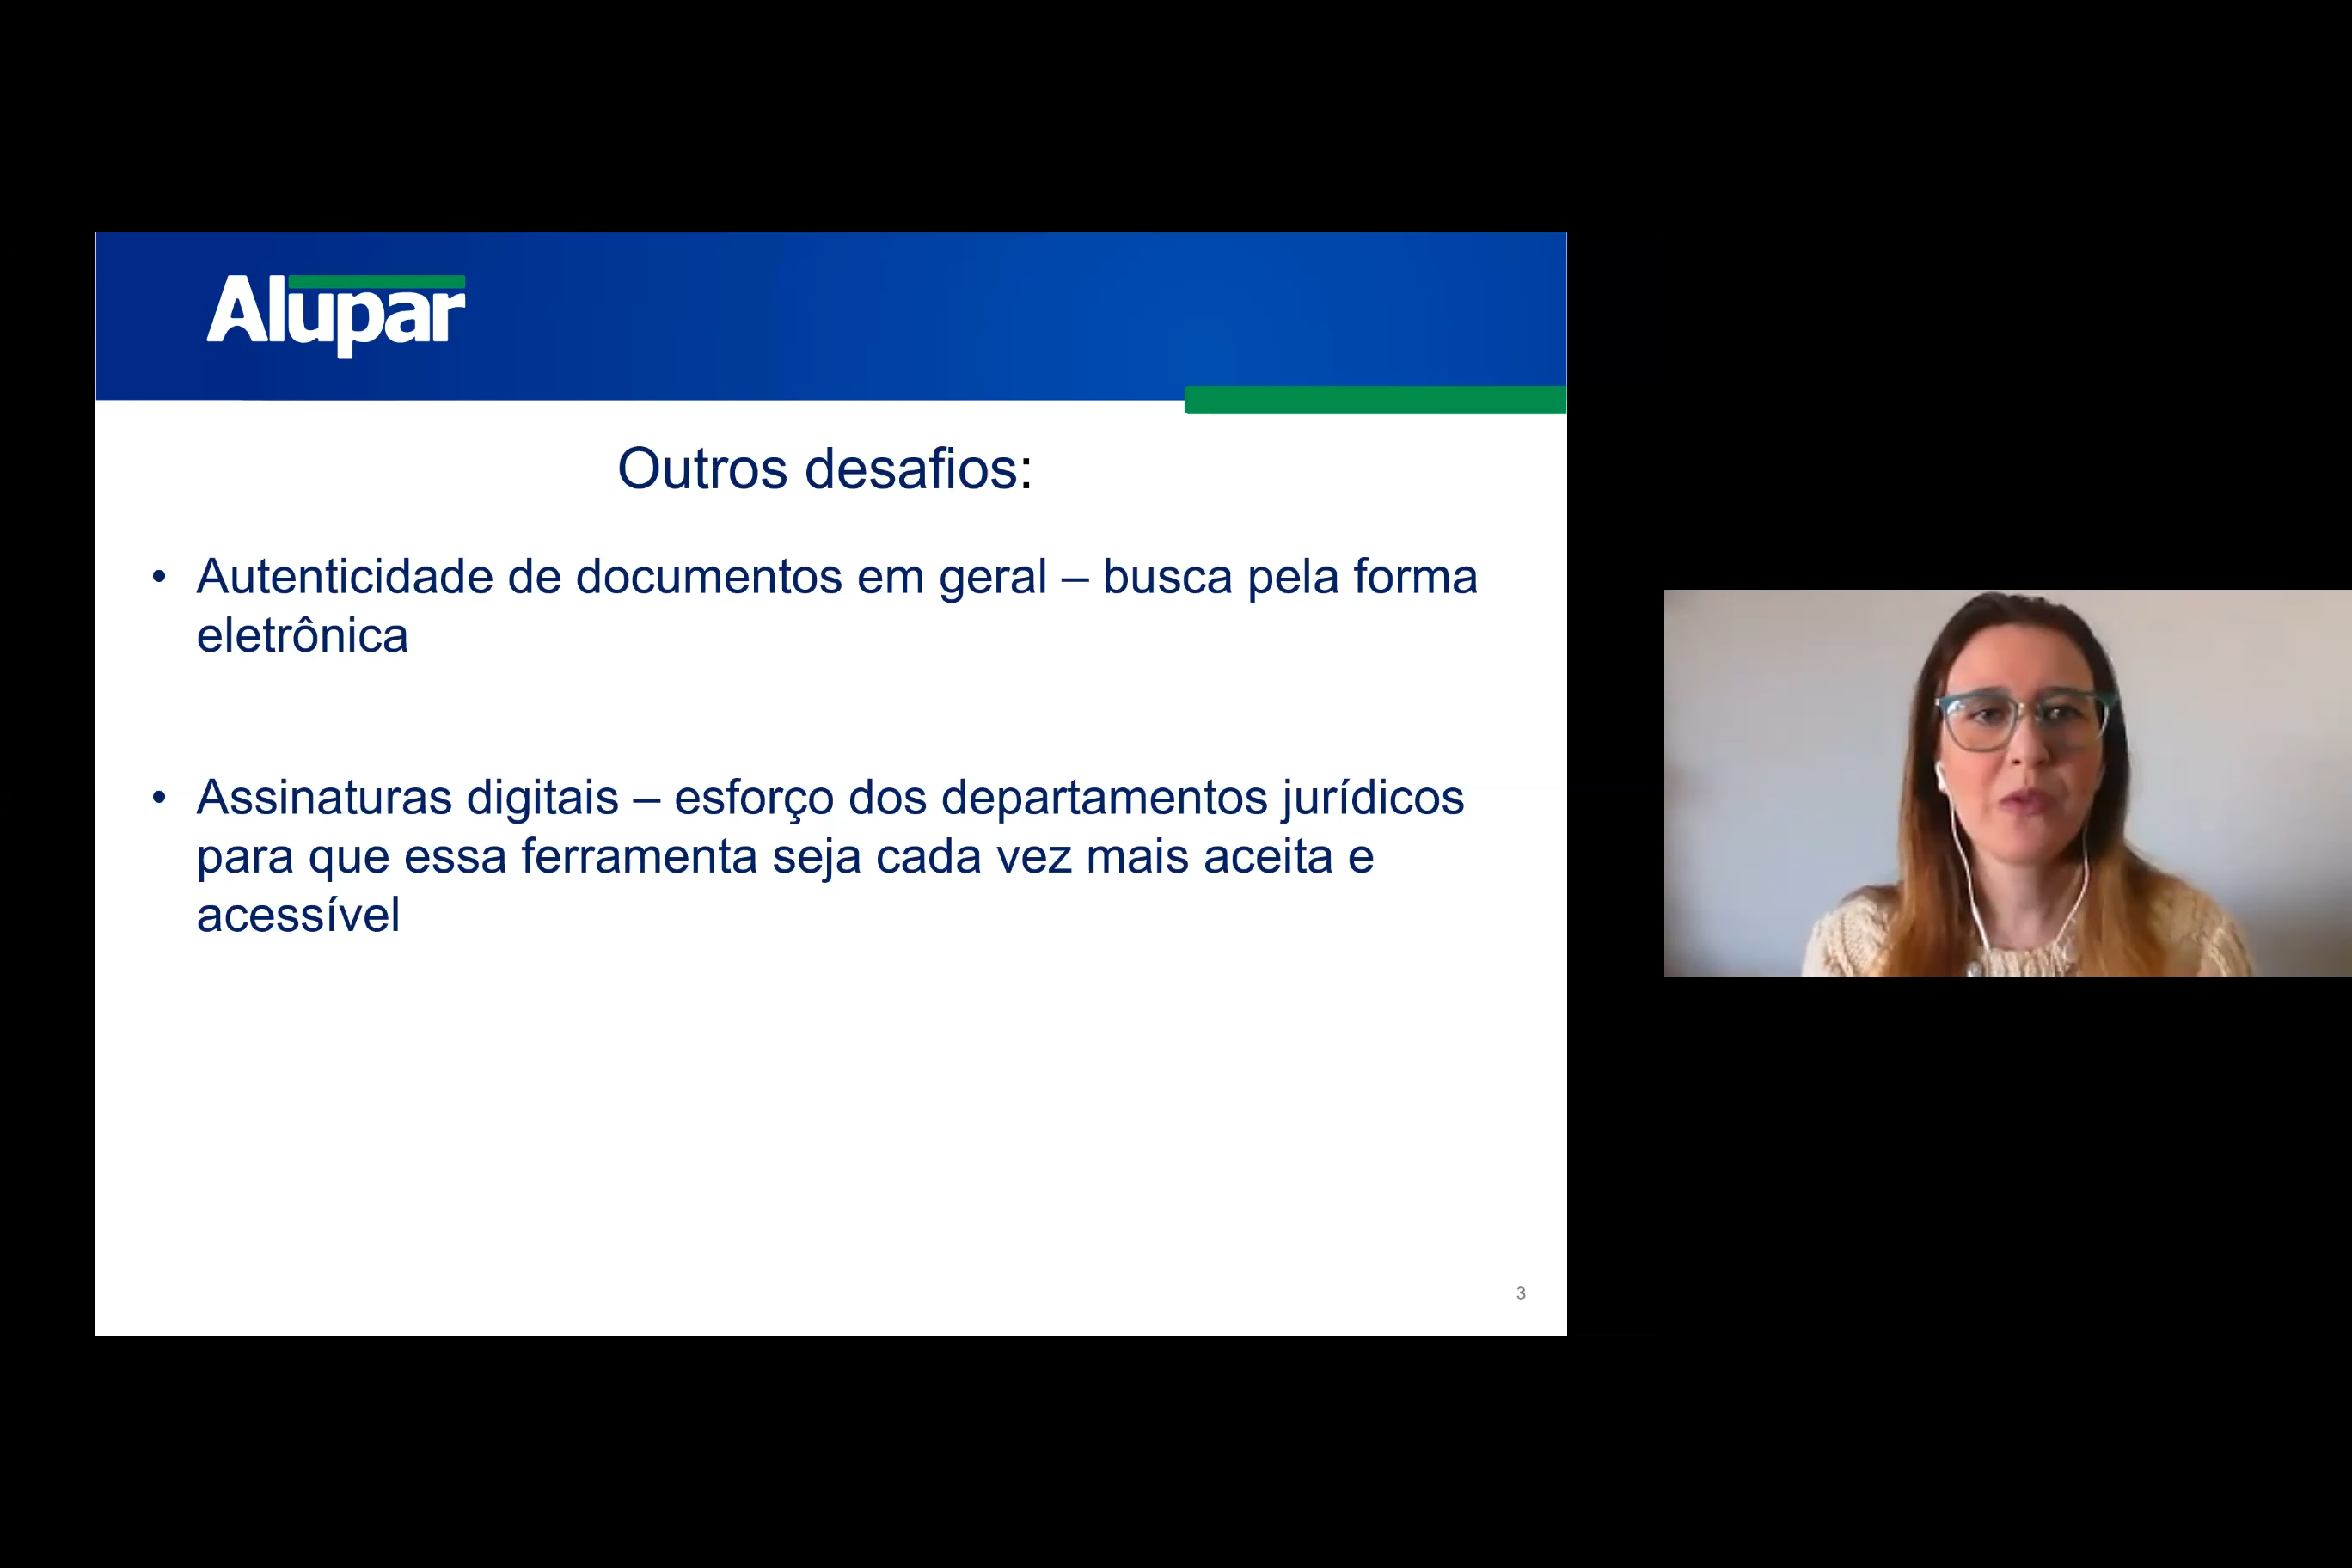 Alupar
Outros desafios:
• Autenticidade de documentos em geral – busca pela forma
eletrônica
• Assinaturas digitais – esforço dos departamentos jurídicos
para que essa ferramenta seja cada vez mais aceita e
acessível
3